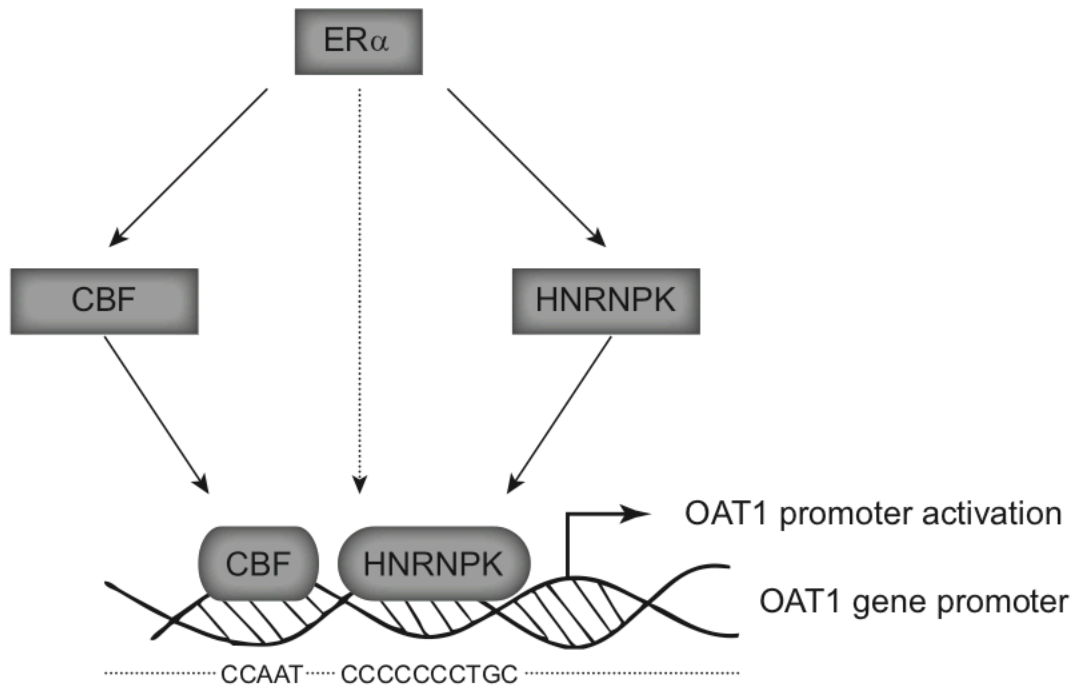 ERα
CBF
HNRNPK
OAT1 promoter activation
CBF
HNRNPK
OAT1 gene promoter
CCAAT CCCCCCCTGC